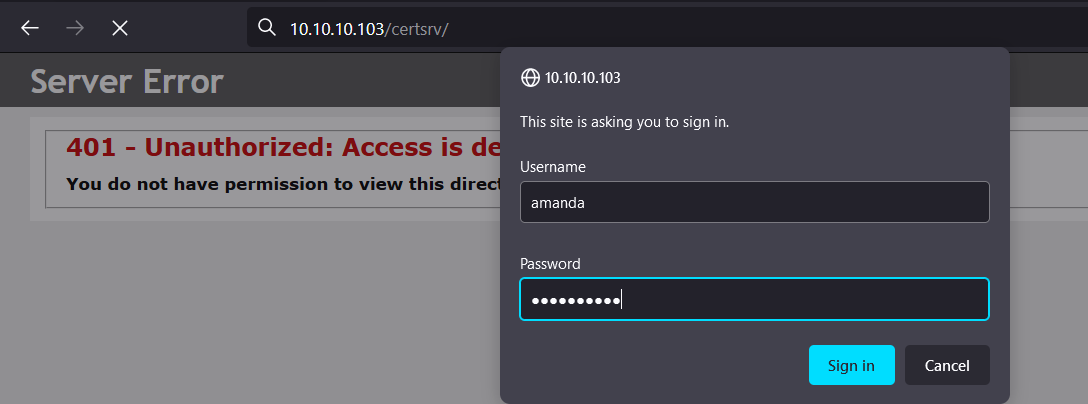 10.10.10.103/certsrv/
Server Error
401 - Unauthorized: Access is de
You do not have permission to view this direct
10.10.10.103
This site is asking you to sign in.
Username
amanda
Password
••••••••••
Sign in
Cancel